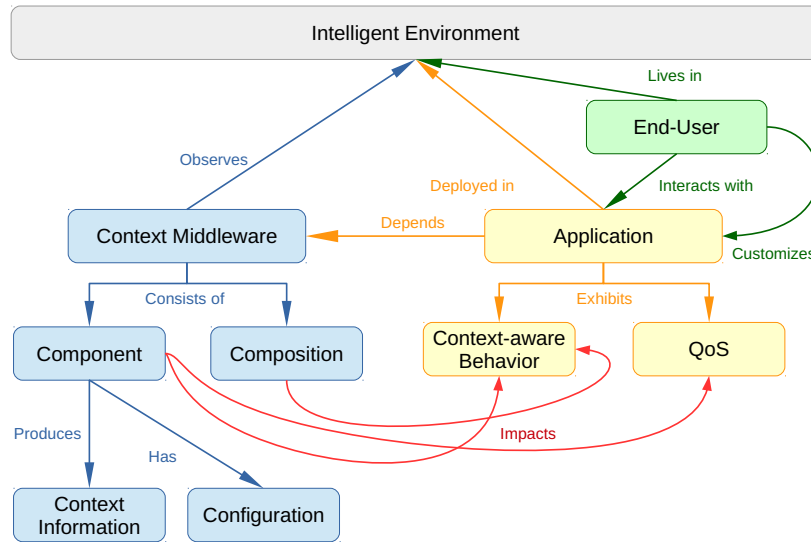 Intelligent Environment
Lives in
End-User
Observes
Deployed in
Interacts with
Context Middleware
Depends
Application
Customizes
Consists of
Exhibits
Component
Composition
Context-aware
Behavior
QoS
Produces
Has
Impacts
Context
Information
Configuration